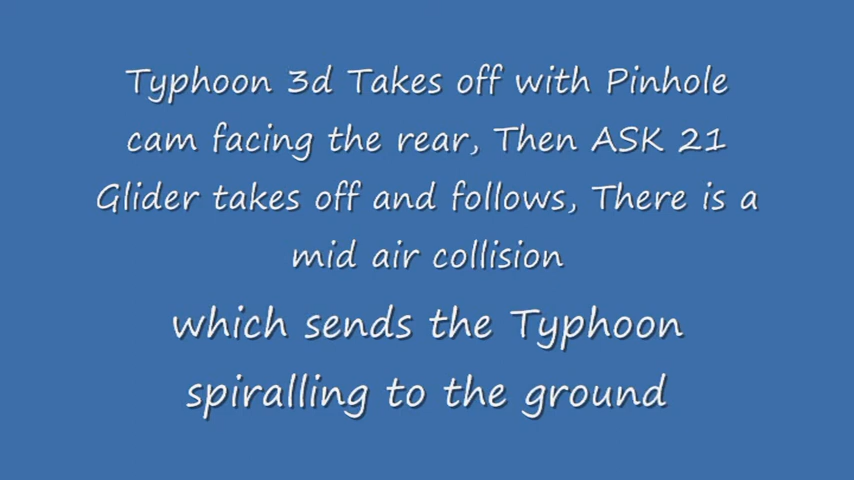 Typhoon 3d Takes off with Pinhole
cam facing the rear, Then ASK 21
Glider takes off and follows, There is a
mid air collision
which sends the Typhoon
spiralling to the ground